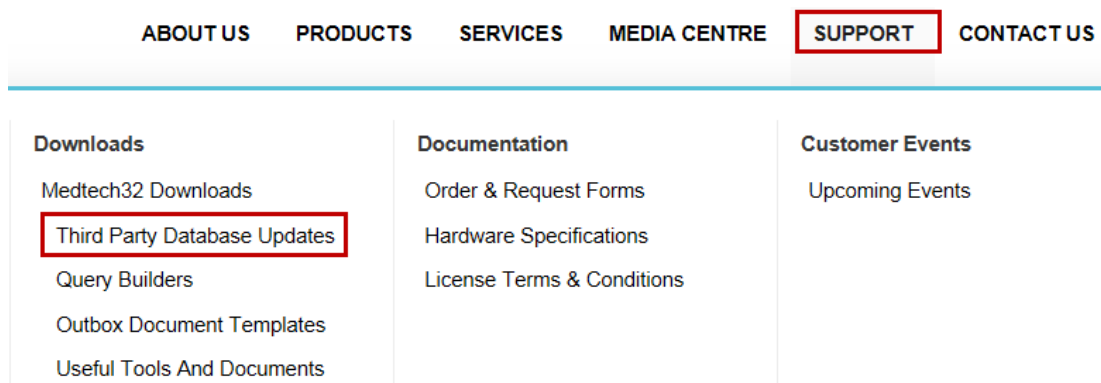 ABOUT US PRODUCTS SERVICES MEDIA CENTRE SUPPORT CONTACT US
Downloads
Medtech32 Downloads
Third Party Database Updates
Query Builders
Outbox Document Templates
Useful Tools And Documents
Documentation
Order & Request Forms
Hardware Specifications
License Terms & Conditions
Customer Events
Upcoming Events